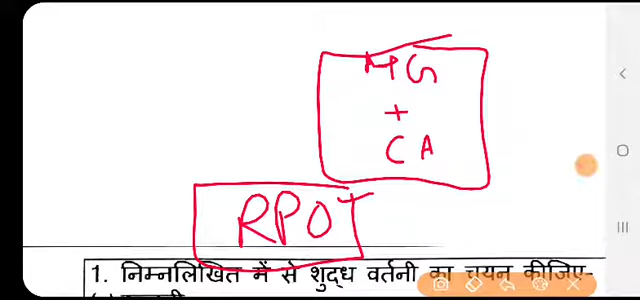 MG
+
CA
RPOT
1. निम्नलिखित में से शुद्ध वर्तनी का चयन कीजिए-